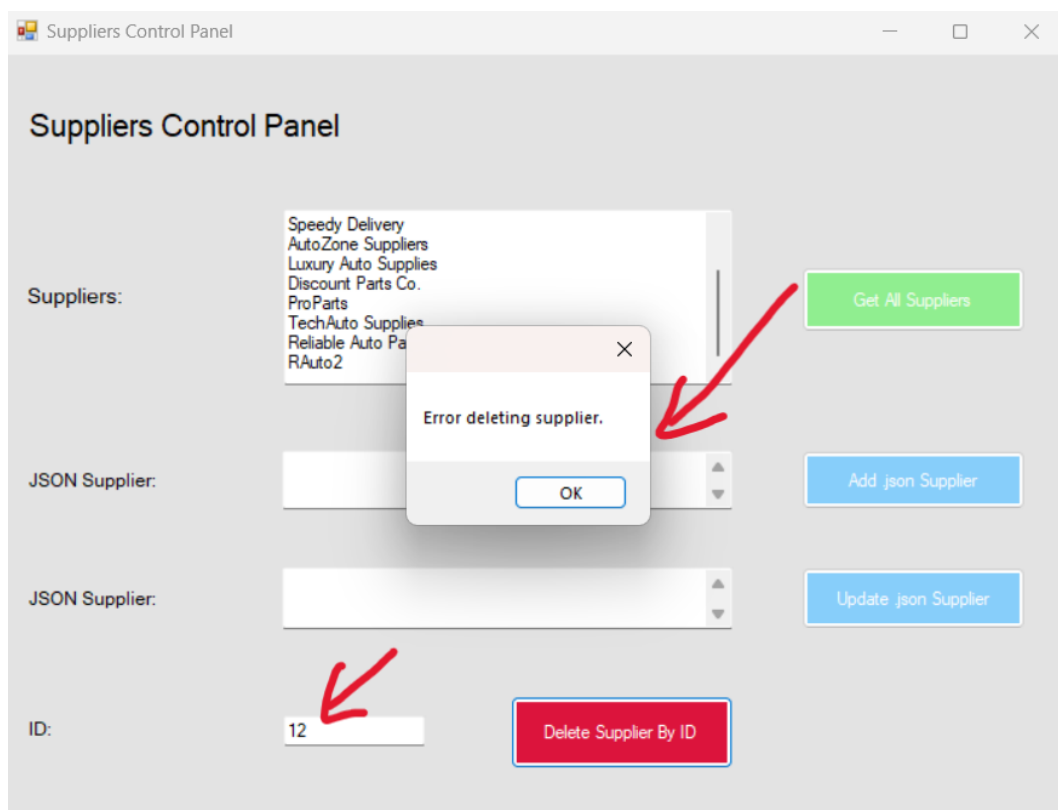 Suppliers Control Panel
Suppliers Control Panel
Suppliers:
Speedy Delivery
AutoZone Suppliers
Luxury Auto Supplies
Discount Parts Co.
ProParts
TechAuto Supplies
Reliable Auto Pa
RAuto2
Get All Suppliers
Error deleting supplier.
OK
JSON Supplier:
Add .json Supplier
JSON Supplier:
Update .json Supplier
ID:
12
Delete Supplier By ID